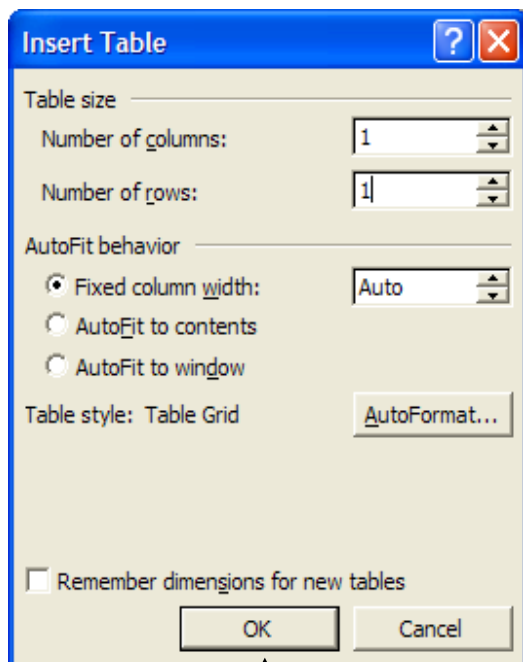 Insert Table
Table size
Number of columns: 1
Number of rows: 1
AutoFit behavior
Fixed column width: Auto
AutoFit to contents
AutoFit to window
Table style: Table Grid AutoFormat...
Remember dimensions for new tables
OK Cancel